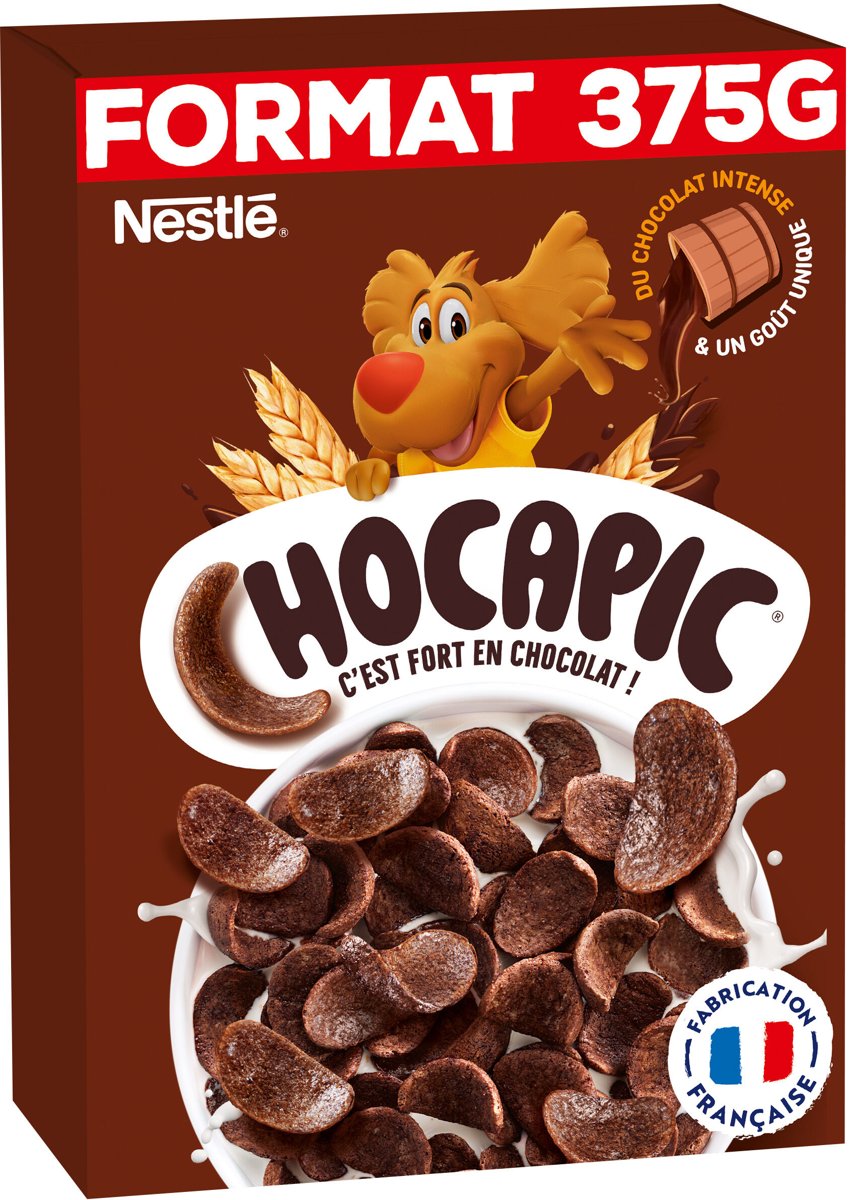 FORMAT 375G
Nestlé®
DU CHOCOLAT INTENSE
& UN GOÛT UNIQUE
CHOCAPIC®
C'EST FORT EN CHOCOLAT !
FABRICATION
FRANÇAISE